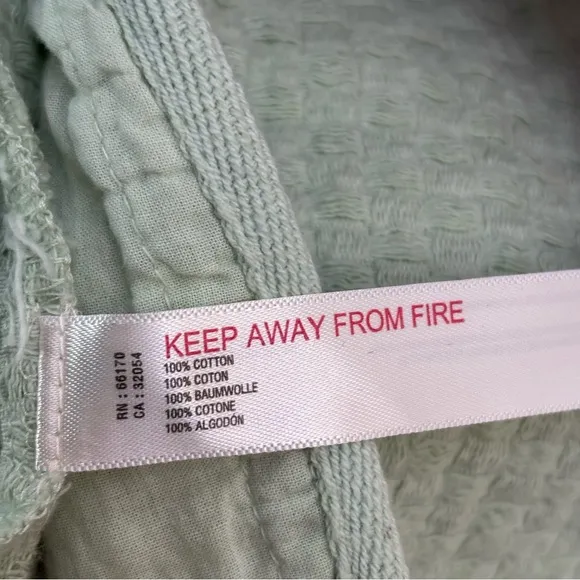 KEEP AWAY FROM FIRE
100% COTTON
100% COTON
100% BAUMWOLLE
100% COTONE
100% ALGODÓN
RN : 66170
CA : 32054